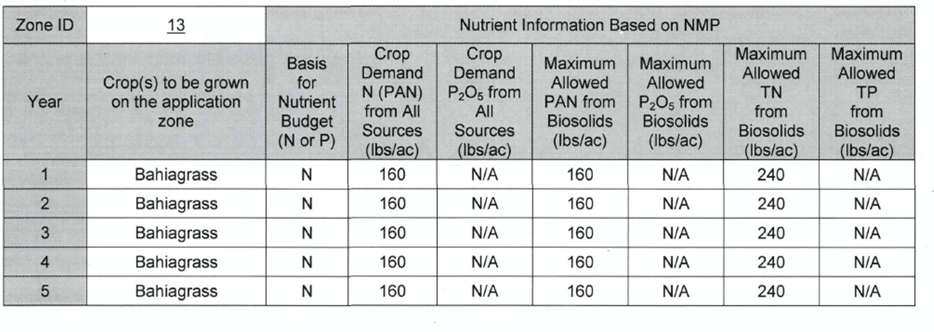 Zone ID 13 Nutrient Information Based on NMP
Year
Crop(s) to be grown
on the application
zone
Basis
for
Nutrient
Budget
(N or P)
Crop
Demand
N (PAN)
from All
Sources
(lbs/ac)
Crop
Demand
P₂O₅ from
All
Sources
(lbs/ac)
Maximum
Allowed
PAN from
Biosolids
(lbs/ac)
Maximum
Allowed
P₂O₅ from
Biosolids
(lbs/ac)
Maximum
Allowed
TN
from
Biosolids
(lbs/ac)
Maximum
Allowed
TP
from
Biosolids
(lbs/ac)
1 Bahiagrass N 160 N/A 160 N/A 240 N/A
2 Bahiagrass N 160 N/A 160 N/A 240 N/A
3 Bahiagrass N 160 N/A 160 N/A 240 N/A
4 Bahiagrass N 160 N/A 160 N/A 240 N/A
5 Bahiagrass N 160 N/A 160 N/A 240 N/A